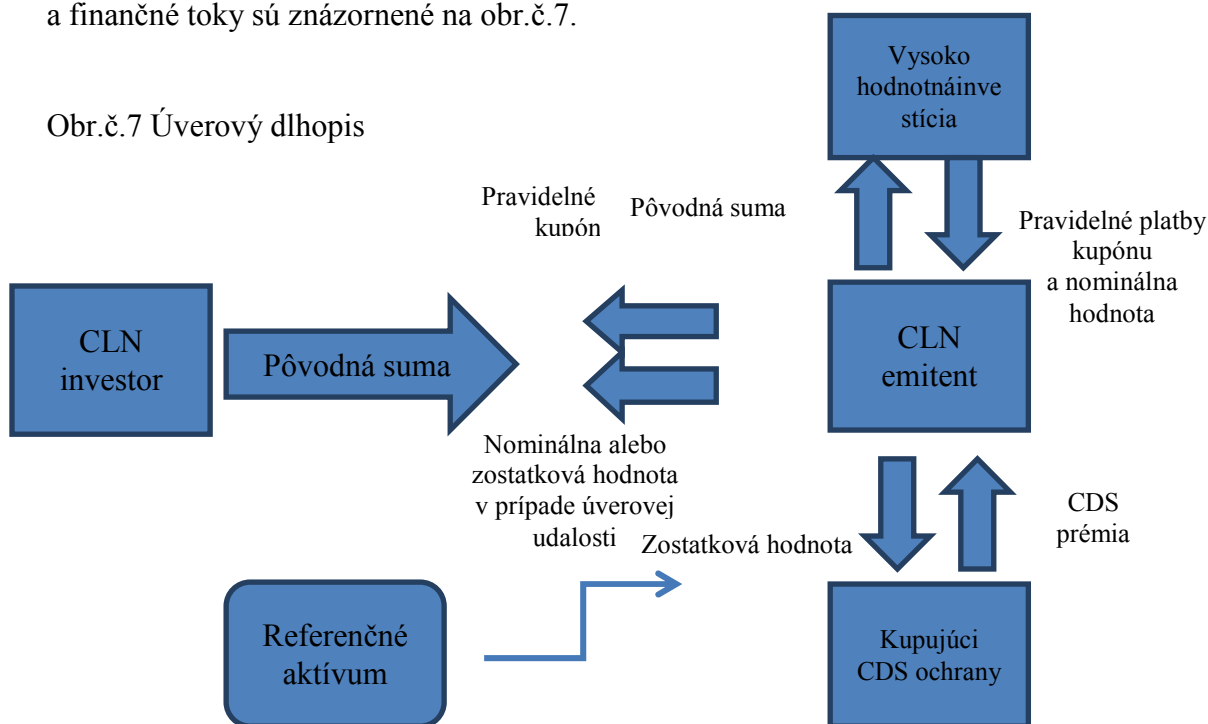 a finančné toky sú znázornené na obr.č.7.
Obr.č.7 Úverový dlhopis
Vysoko
hodnotnáinve
stícia
Pravidelné
kupón
Pôvodná suma
Pravidelné platby
kupónu
a nominálna
hodnota
CLN
investor
Pôvodná suma
CLN
emitent
Nominálna alebo
zostatková hodnota
v prípade úverovej
udalosti
Zostatková hodnota
CDS
prémia
Referenčné
aktívum
Kupujúci
CDS ochrany